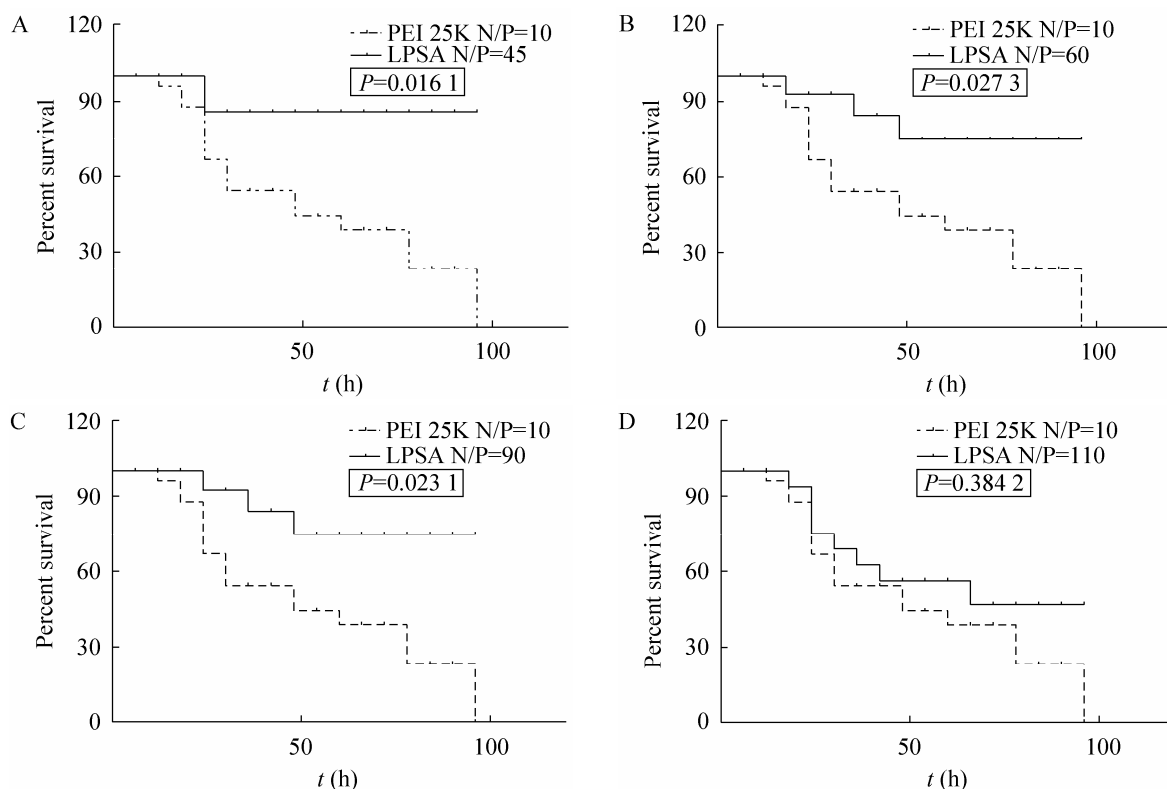 A
120
90
60
30
0
Percent survival
PEI 25K N/P=10
LPSA N/P=45
P=0.016 1
50
100
t (h)
B
120
90
60
30
0
Percent survival
PEI 25K N/P=10
LPSA N/P=60
P=0.027 3
50
100
t (h)
C
120
90
60
30
0
Percent survival
PEI 25K N/P=10
LPSA N/P=90
P=0.023 1
50
100
t (h)
D
120
90
60
30
0
Percent survival
PEI 25K N/P=10
LPSA N/P=110
P=0.384 2
50
100
t (h)